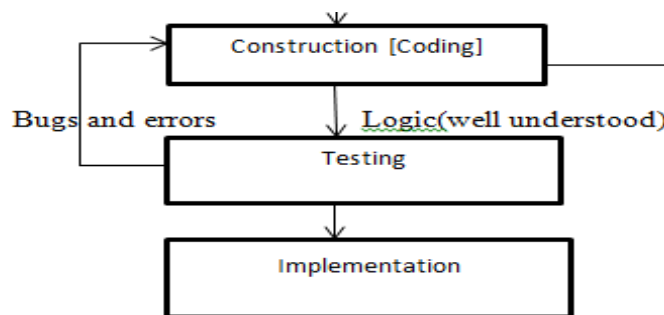 Construction [Coding]
Bugs and errors
Logic(well understood)
Testing
Implementation